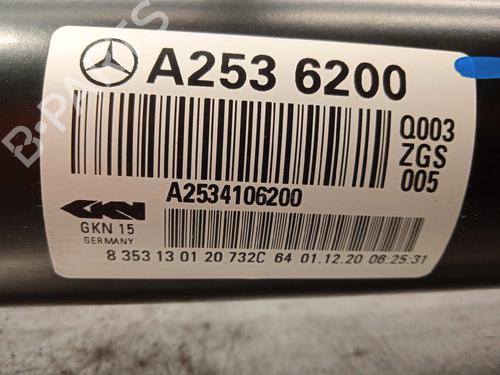 A253 6200
Q003
ZGS
005
A2534106200
GKN
GKN 15
GERMANY
8 353 13 01 20 732C 64 01.12.20 06:25:31
B-PARTS